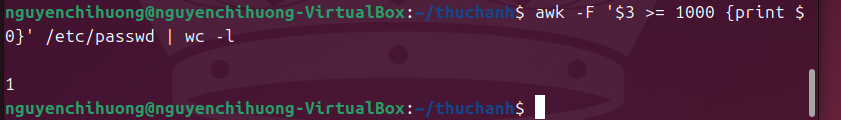 nguyenchihuong@nguyenchihuong-VirtualBox:~/thuchanh$ awk -F '$3 >= 1000 {print $
0}' /etc/passwd | wc -l
1
nguyenchihuong@nguyenchihuong-VirtualBox:~/thuchanh$